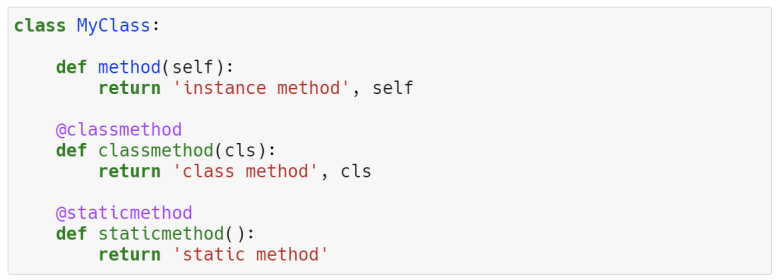 class MyClass:
    def method(self):
        return 'instance method', self
    @classmethod
    def classmethod(cls):
        return 'class method', cls
    @staticmethod
    def staticmethod():
        return 'static method'